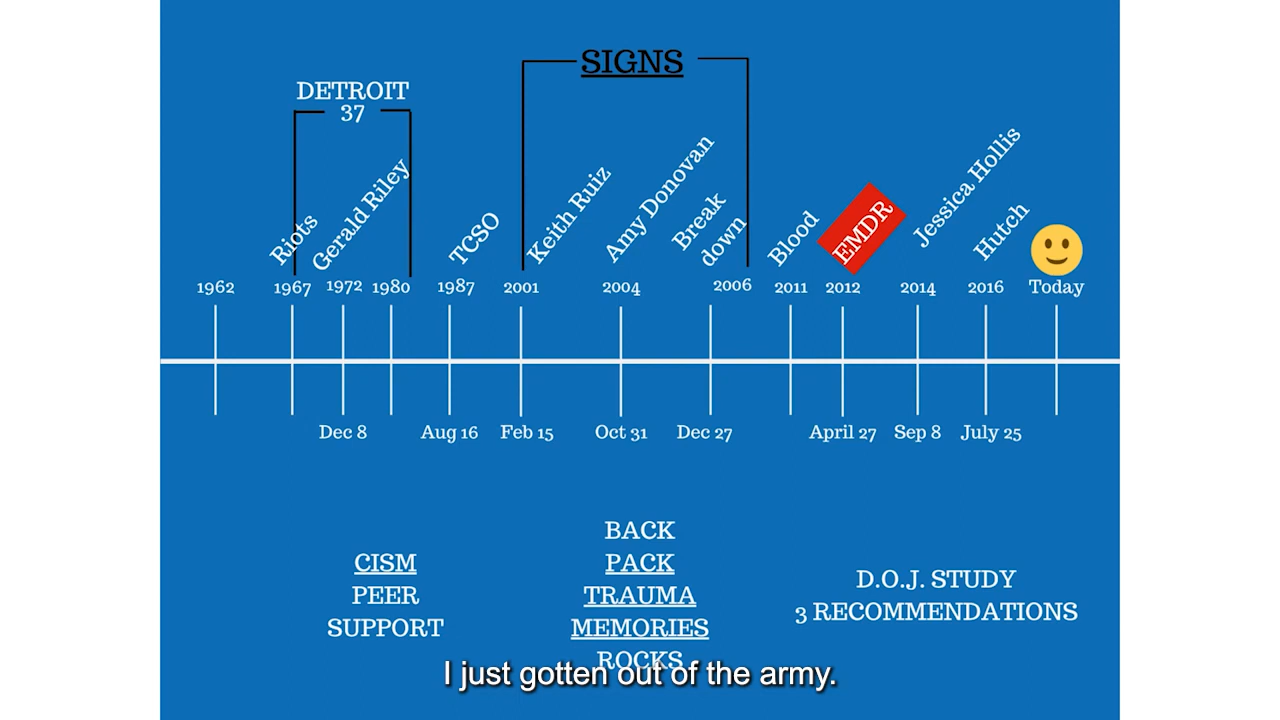 SIGNS
DETROIT
37
Riots
Gerald Riley
TCSO
Keith Ruiz
Amy Donovan
Break
down
Blood
EMDR
Jessica Hollis
Hutch
1962 1967 1972 1980 1987 2001 2004 2006 2011 2012 2014 2016 Today
Dec 8 Aug 16 Feb 15 Oct 31 Dec 27 April 27 Sep 8 July 25
CISM
PEER
SUPPORT
BACK
PACK
TRAUMA
MEMORIES
ROCKS
D.O.J. STUDY
3 RECOMMENDATIONS
I just gotten out of the army.